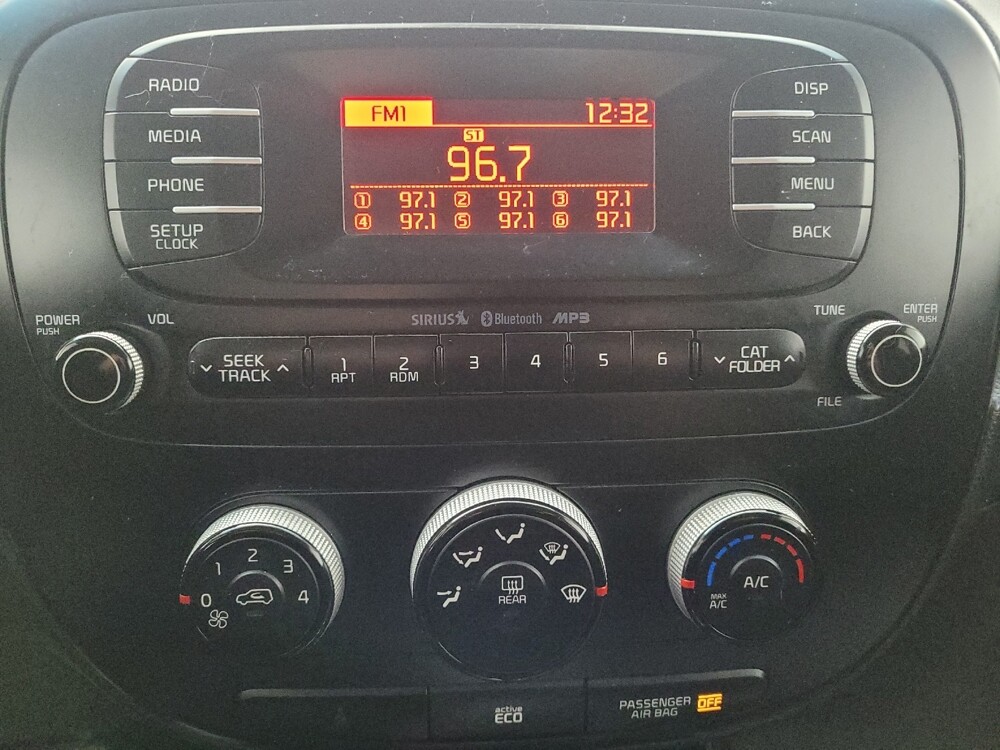 RADIO
MEDIA
PHONE
SETUP
CLOCK
FM1 12:32
ST
96.7
1 97.1 2 97.1 3 97.1
4 97.1 5 97.1 6 97.1
DISP
SCAN
MENU
BACK
POWER
PUSH
VOL
SIRIUS Bluetooth MP3
TUNE
ENTER
PUSH
SEEK
TRACK
1
RPT
2
RDM
3
4
5
6
CAT
FOLDER
FILE
0 1 2 3 4
REAR
A/C
MAX
A/C
active
ECO
PASSENGER
AIR BAG
OFF